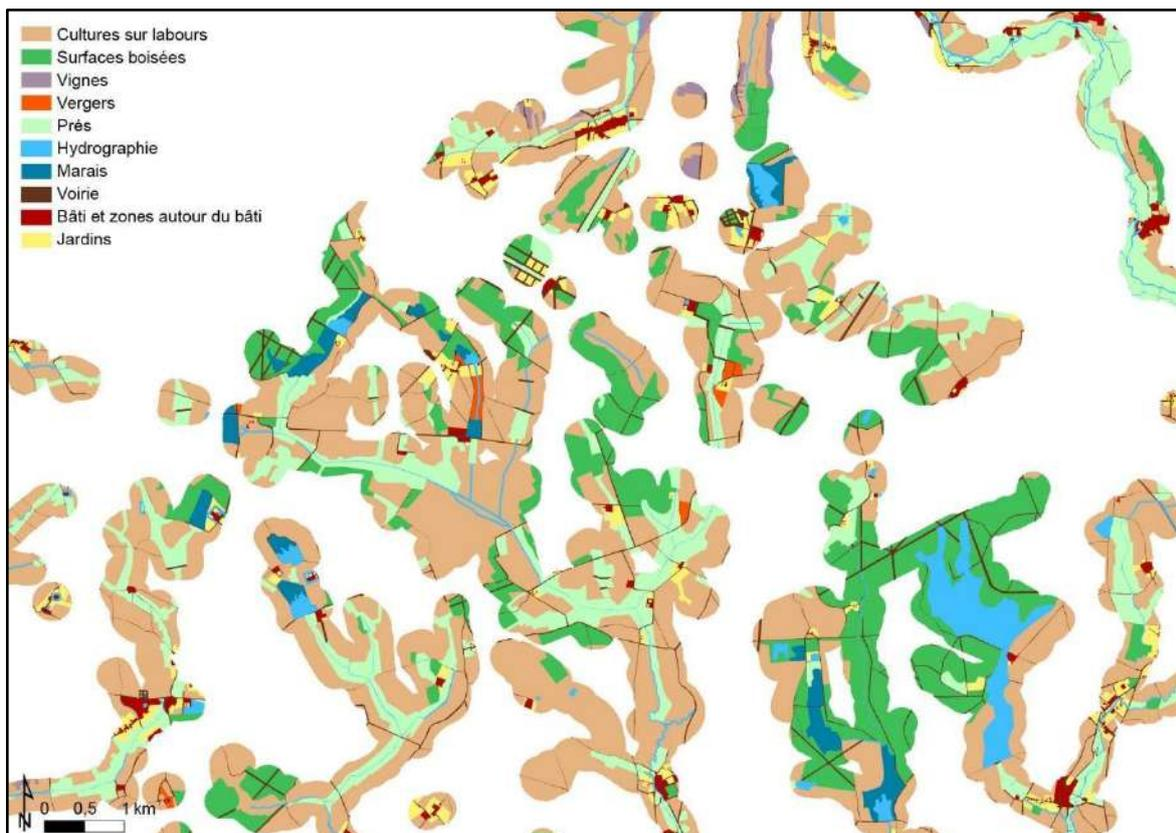 Cultures sur labours
Surfaces boisées
Vignes
Vergers
Prés
Hydrographie
Marais
Voirie
Bâti et zones autour du bâti
Jardins
N
0 0,5 1 km